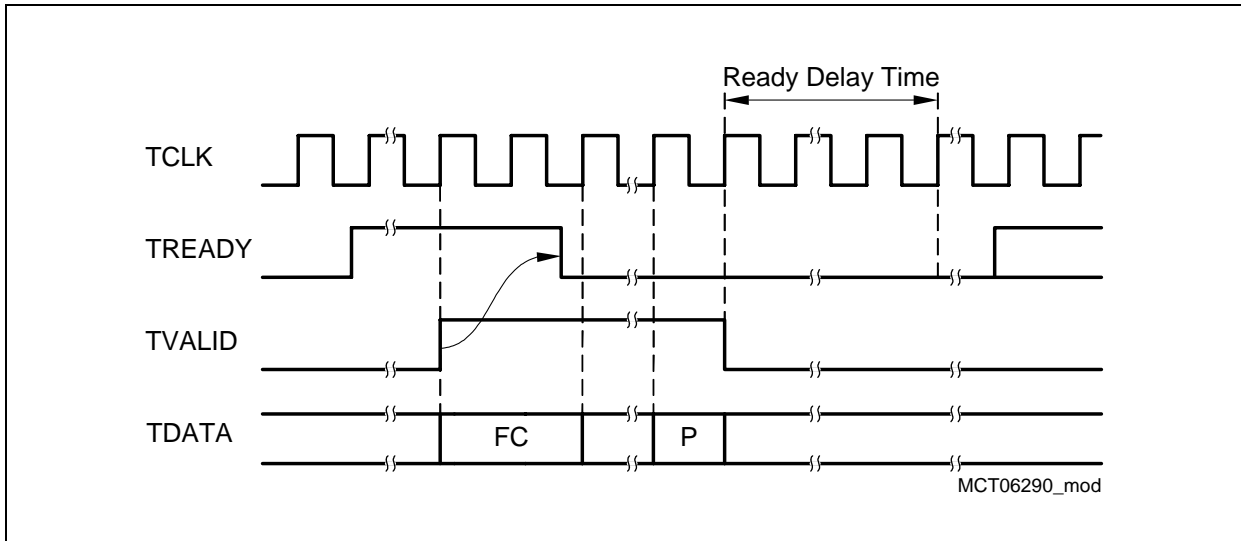 Ready Delay Time
TCLK
TREADY
TVALID
TDATA
FC
P
MCT06290_mod